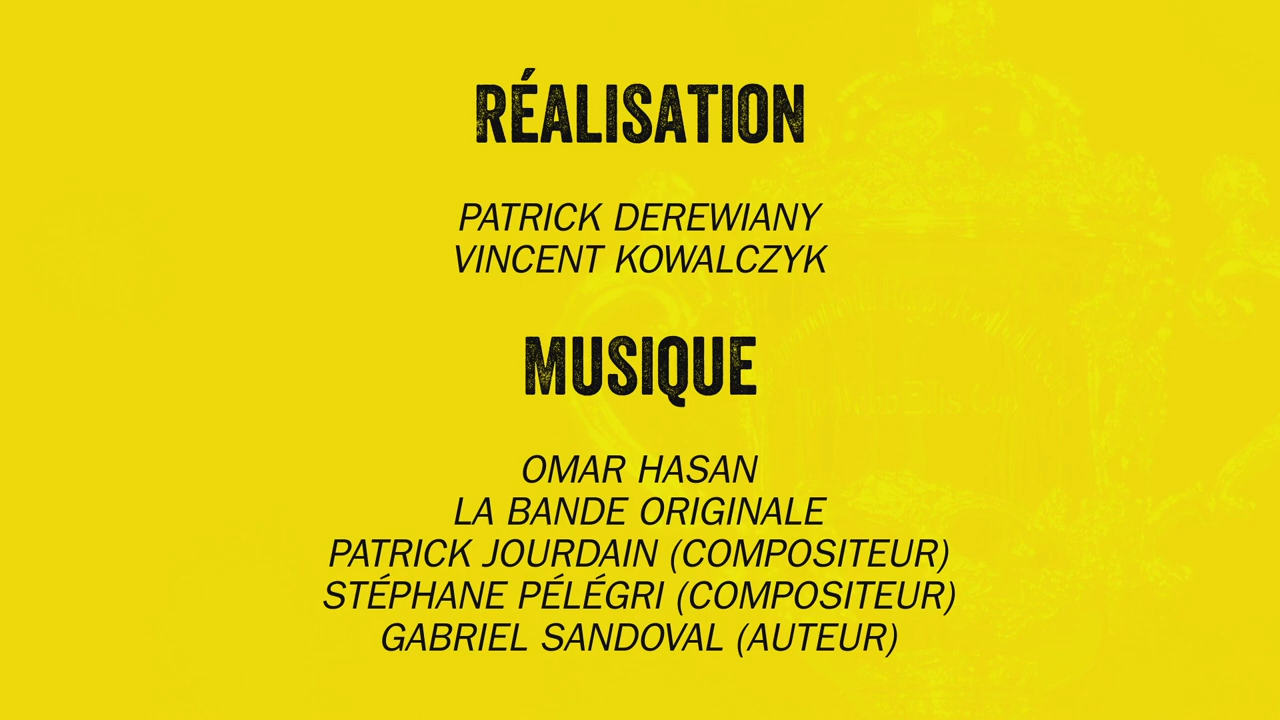 RÉALISATION
PATRICK DEREWIANY
VINCENT KOWALCZYK
MUSIQUE
OMAR HASAN
LA BANDE ORIGINALE
PATRICK JOURDAIN (COMPOSITEUR)
STÉPHANE PÉLÉGRI (COMPOSITEUR)
GABRIEL SANDOVAL (AUTEUR)